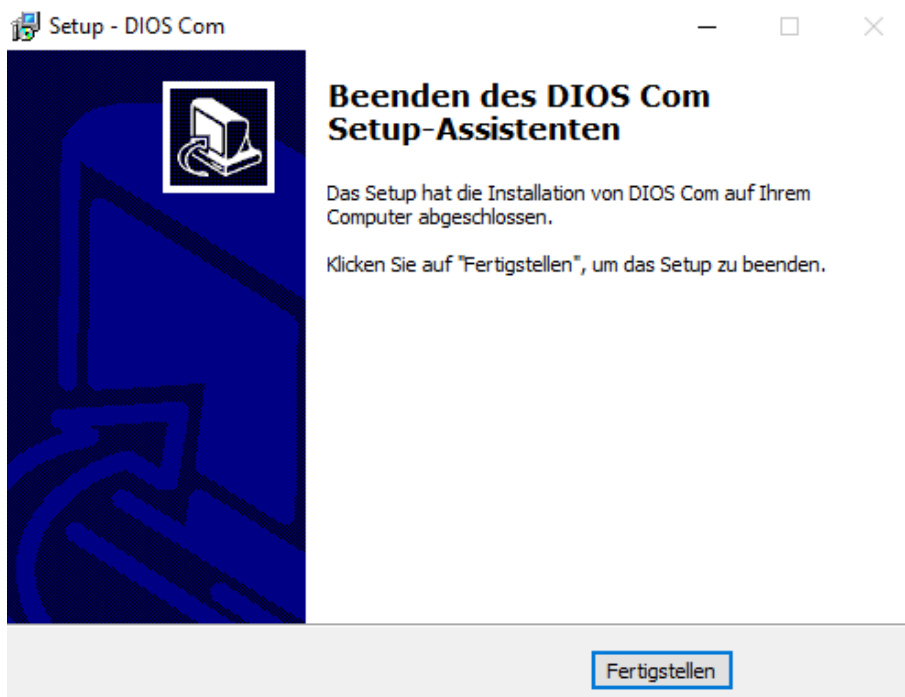 Setup - DIOS Com
Beenden des DIOS Com
Setup-Assistenten
Das Setup hat die Installation von DIOS Com auf Ihrem
Computer abgeschlossen.
Klicken Sie auf "Fertigstellen", um das Setup zu beenden.
Fertigstellen